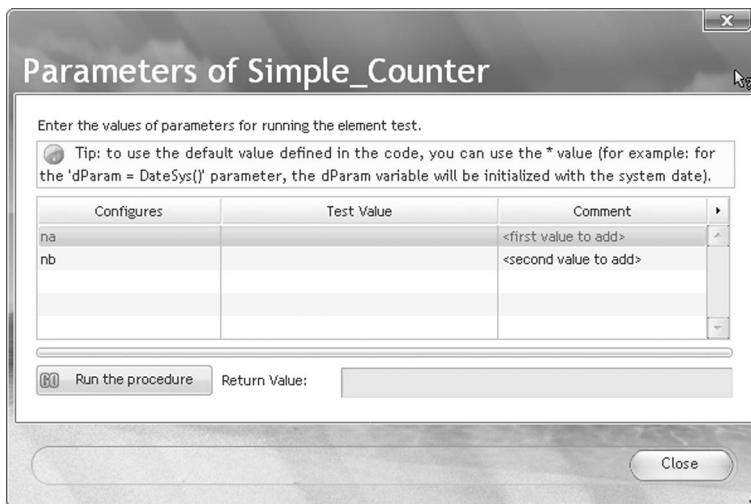 Parameters of Simple_Counter
Enter the values of parameters for running the element test.
Tip: to use the default value defined in the code, you can use the * value (for example: for
the 'dParam = DateSys()' parameter, the dParam variable will be initialized with the system date).
Configures Test Value Comment
na <first value to add>
nb <second value to add>
GO Run the procedure Return Value:
Close